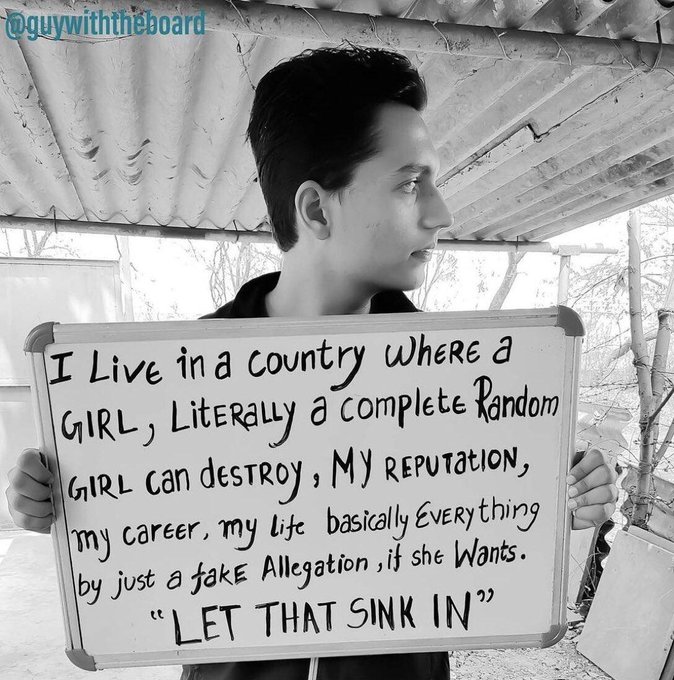 @guywiththeboard
I LivE in a country WHERE a
GIRL, LitERaLLy a complete Random
GIRL can dESTROy, My REPUTatION,
my career, my life basically EvERything
by just a fakE Allegation, if she Wants.
“LET THAT SINK IN”